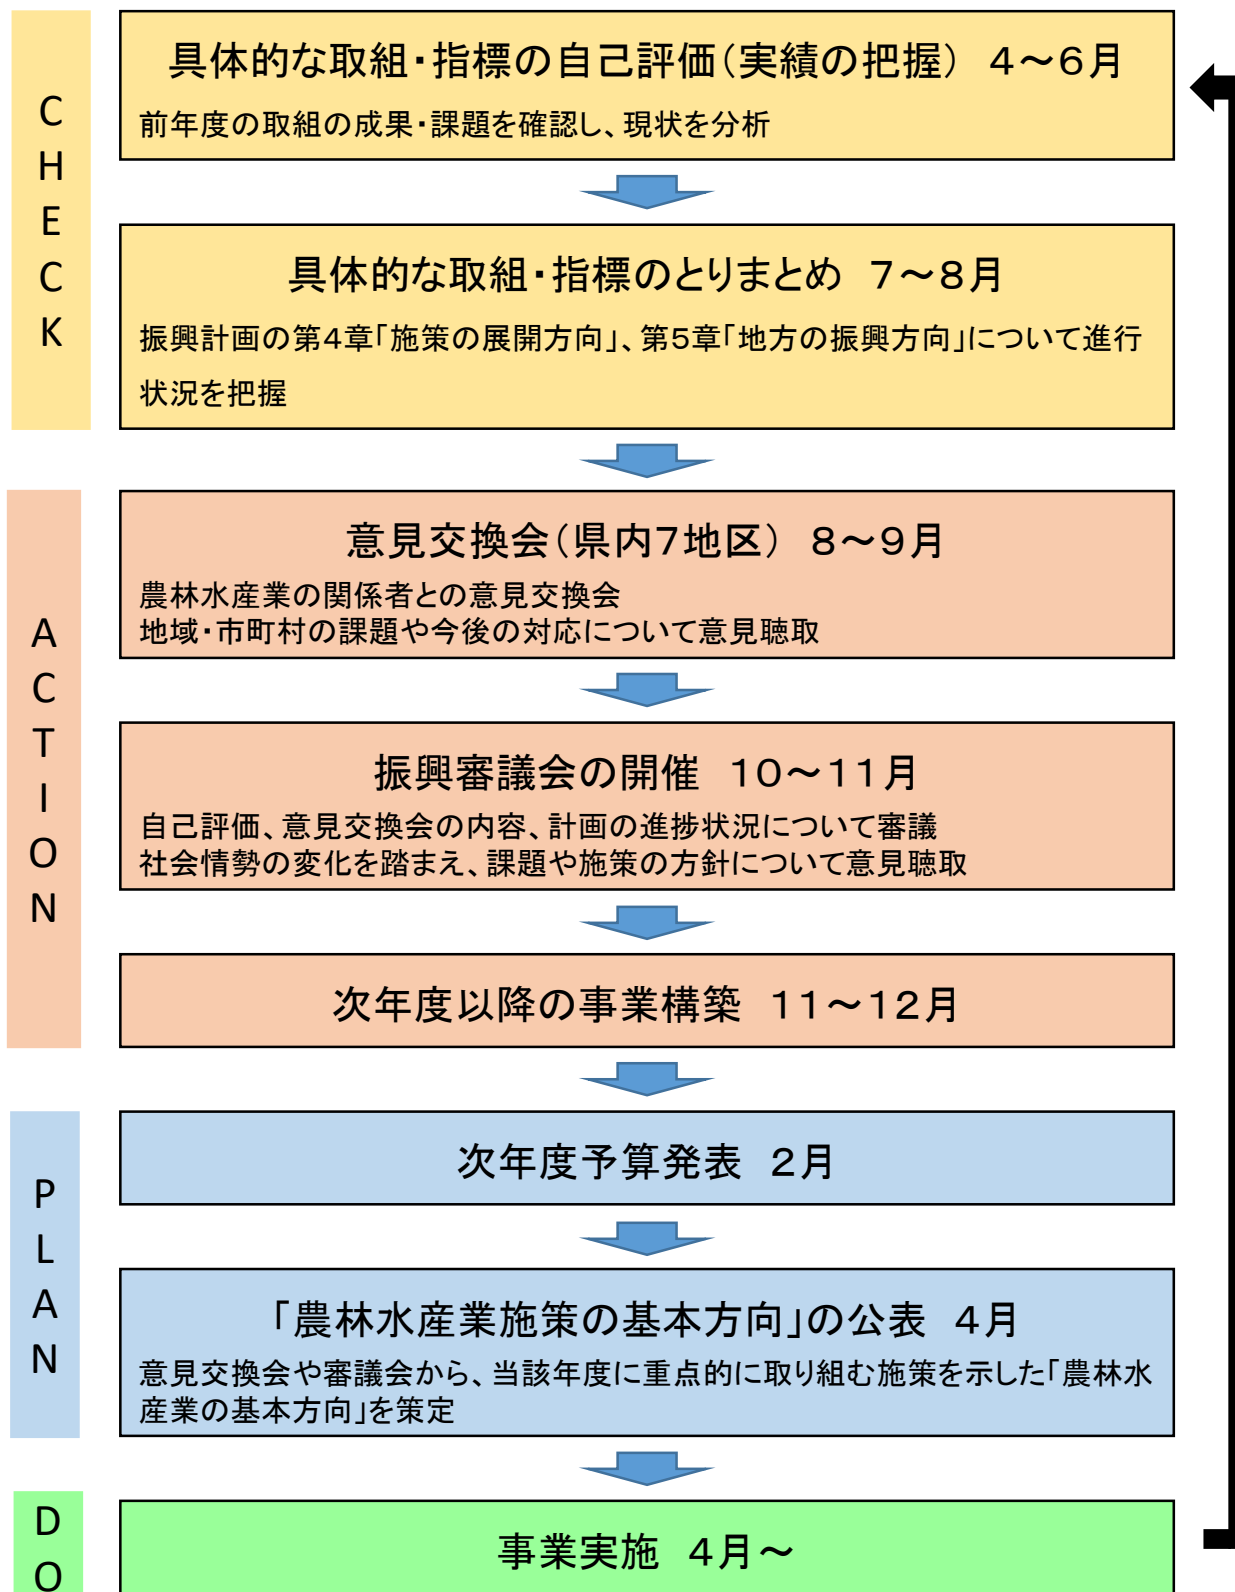 CHECK
具体的な取組・指標の自己評価（実績の把握） 4～6月
前年度の取組の成果・課題を確認し、現状を分析
具体的な取組・指標のとりまとめ 7～8月
振興計画の第4章「施策の展開方向」、第5章「地方の振興方向」について進行
状況を把握
ACTION
意見交換会（県内7地区） 8～9月
農林水産業の関係者との意見交換会
地域・市町村の課題や今後の対応について意見聴取
振興審議会の開催 10～11月
自己評価、意見交換会の内容、計画の進捗状況について審議
社会情勢の変化を踏まえ、課題や施策の方針について意見聴取
次年度以降の事業構築 11～12月
PLAN
次年度予算発表 2月
「農林水産業施策の基本方向」の公表 4月
意見交換会や審議会から、当該年度に重点的に取り組む施策を示した「農林水
産業の基本方向」を策定
DO
事業実施 4月～